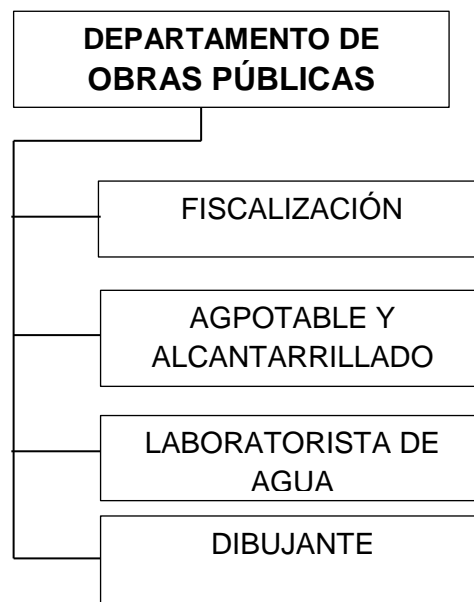 DEPARTAMENTO DE
OBRAS PÚBLICAS
FISCALIZACIÓN
AGPOTABLE Y
ALCANTARRILLADO
LABORATORISTA DE
AGUA
DIBUJANTE